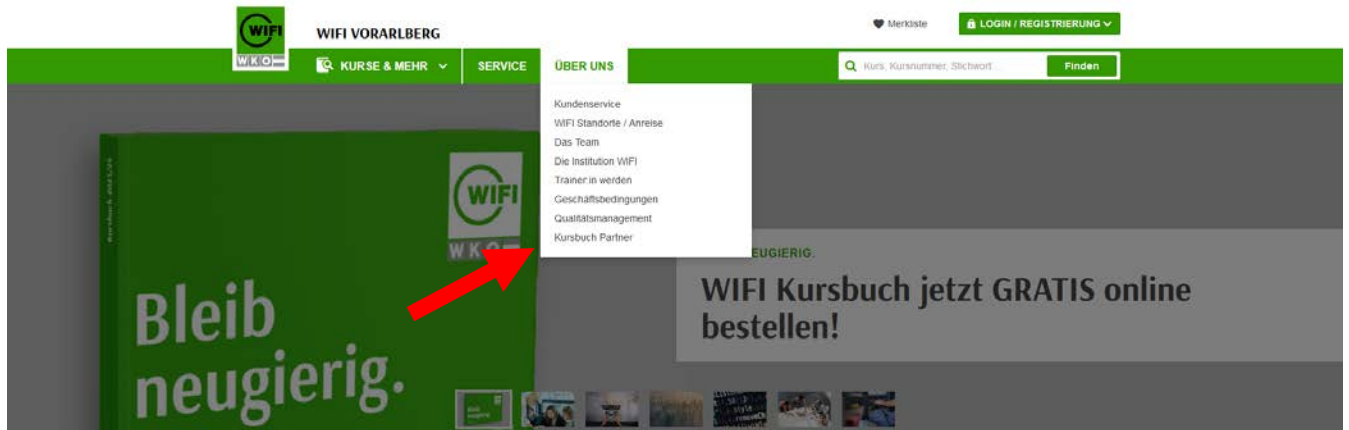 WIFI
WKO
WIFI VORARLBERG
Merkliste
LOGIN / REGISTRIERUNG
KURSE & MEHR
SERVICE
ÜBER UNS
Kurs, Kursnummer, Stichwort ...
Finden
Kundenservice
WIFI Standorte / Anreise
Das Team
Die Institution WIFI
Trainer:in werden
Geschäftsbedingungen
Qualitätsmanagement
Kursbuch Partner
WIFI
WKO
Bleib
neugierig.
EUGIERIG.
WIFI Kursbuch jetzt GRATIS online
bestellen!